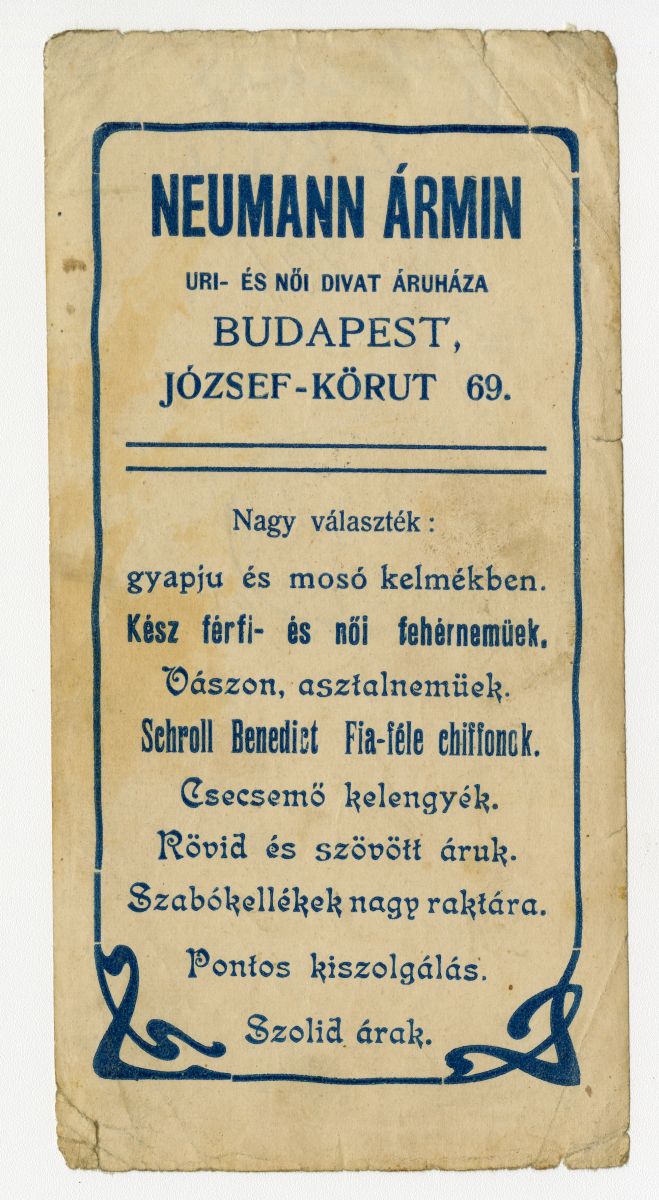 NEUMANN ÁRMIN
URI- ÉS NŐI DIVAT ÁRUHÁZA
BUDAPEST,
JÓZSEF-KÖRUT 69.
Nagy választék:
gyapju és mosó kelmékben.
Kész férfi- és női fehérnemüek.
Vászon, asztalnemüek.
Schroll Benedict Fia-féle chiffonok.
Csecsemő kelengyék.
Rövid és szövött áruk.
Szabókellékek nagy raktára.
Pontos kiszolgálás.
Szolid árak.